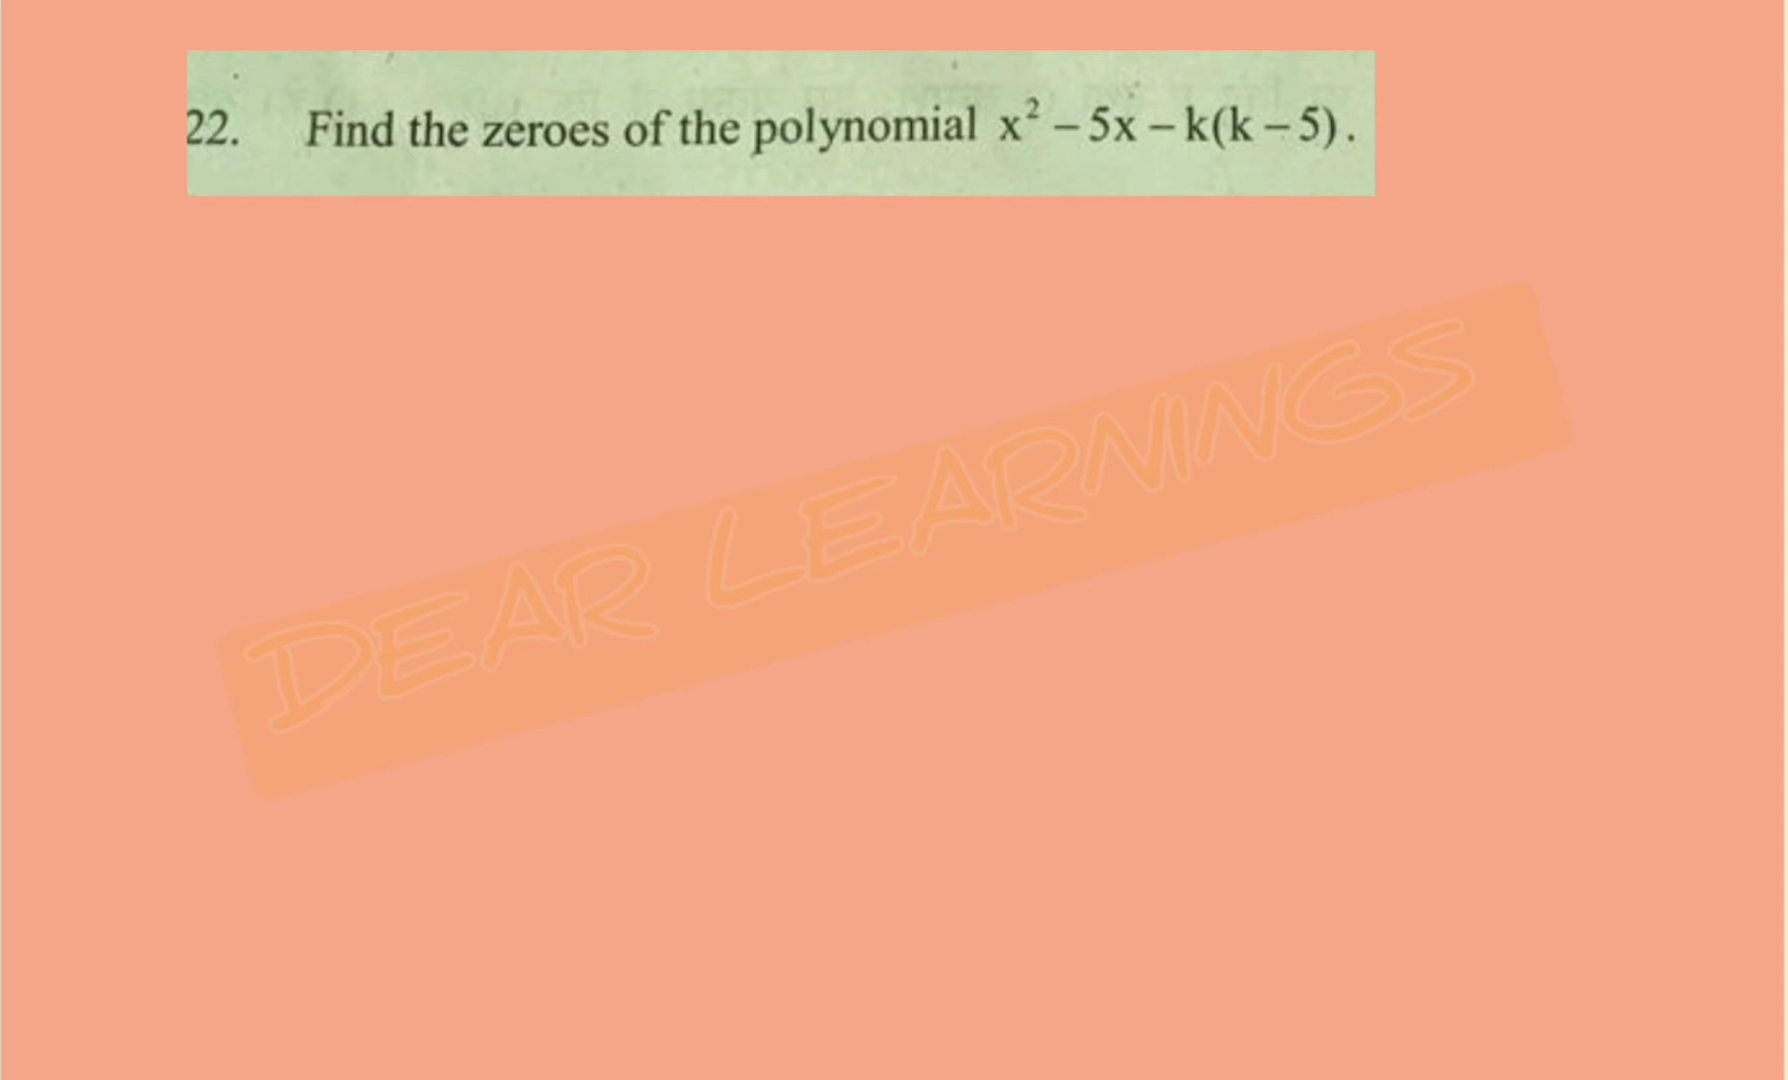 22. Find the zeroes of the polynomial x² – 5x – k(k – 5).
DEAR LEARNINGS